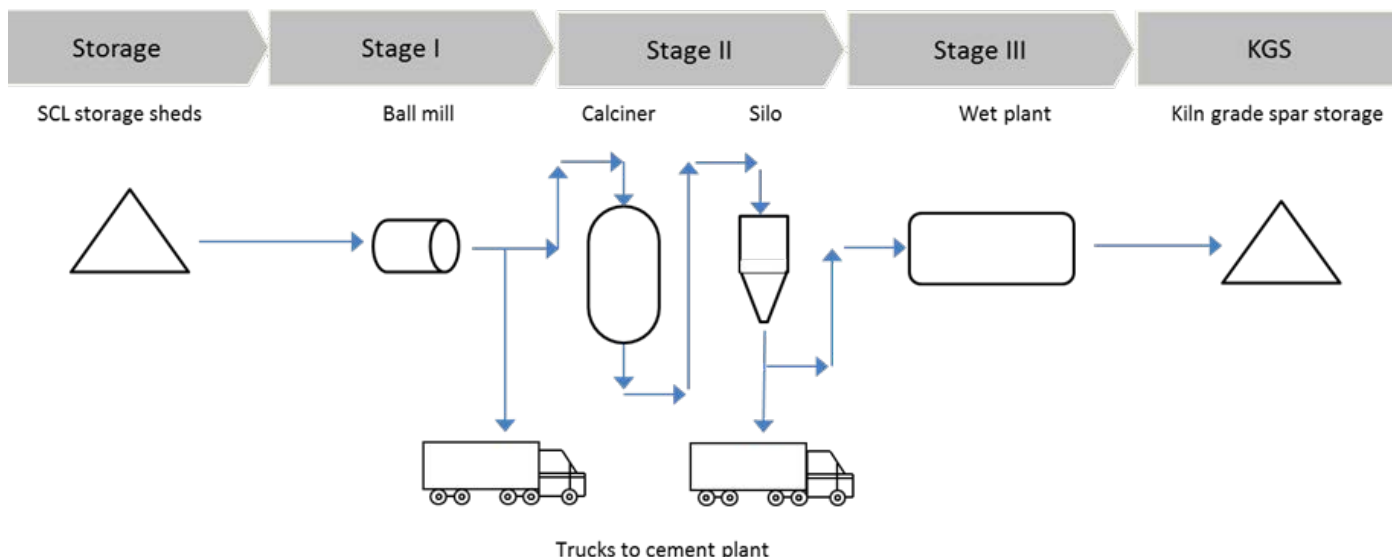 Storage
Stage I
Stage II
Stage III
KGS
SCL storage sheds
Ball mill
Calciner
Silo
Wet plant
Kiln grade spar storage
Trucks to cement plant